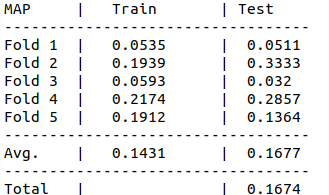 MAP | Train | Test
-----------------------------------
Fold 1 | 0.0535 | 0.0511
Fold 2 | 0.1939 | 0.3333
Fold 3 | 0.0593 | 0.032
Fold 4 | 0.2174 | 0.2857
Fold 5 | 0.1912 | 0.1364
-----------------------------------
Avg. | 0.1431 | 0.1677
-----------------------------------
Total | | 0.1674